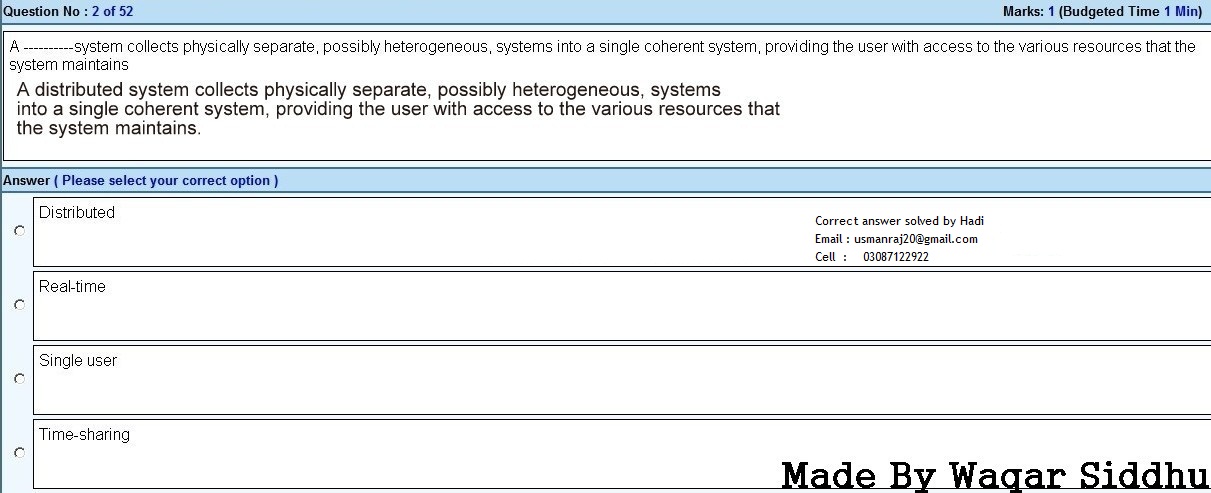 Question No : 2 of 52 Marks: 1 (Budgeted Time 1 Min)
A ----------system collects physically separate, possibly heterogeneous, systems into a single coherent system, providing the user with access to the various resources that the
system maintains
A distributed system collects physically separate, possibly heterogeneous, systems
into a single coherent system, providing the user with access to the various resources that
the system maintains.
Answer ( Please select your correct option )
Distributed
Correct answer solved by Hadi
Email : usmanraj20@gmail.com
Cell : 03087122922
Real-time
Single user
Time-sharing
Made By Waqar Siddhu